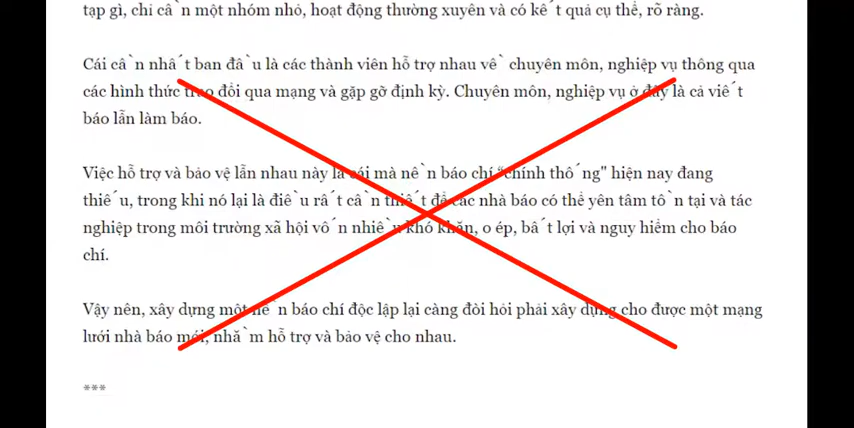 tạp gì, chỉ cần một nhóm nhỏ, hoạt động thường xuyên và có kết quả cụ thể, rõ ràng.
Cái cần nhất ban đầu là các thành viên hỗ trợ nhau về chuyên môn, nghiệp vụ thông qua
các hình thức trao đổi qua mạng và gặp gỡ định kỳ. Chuyên môn, nghiệp vụ ở đây là cả viết
báo lẫn làm báo.
Việc hỗ trợ và bảo vệ lẫn nhau này là cái mà nền báo chí "chính thống" hiện nay đang
thiếu, trong khi nó lại là điều rất cần thiết để các nhà báo có thể yên tâm tồn tại và tác
nghiệp trong môi trường xã hội vốn nhiều khó khăn, o ép, bất lợi và nguy hiểm cho báo
chí.
Vậy nên, xây dựng một nền báo chí độc lập lại càng đòi hỏi phải xây dựng cho được một mạng
lưới nhà báo mới, nhằm hỗ trợ và bảo vệ cho nhau.
***